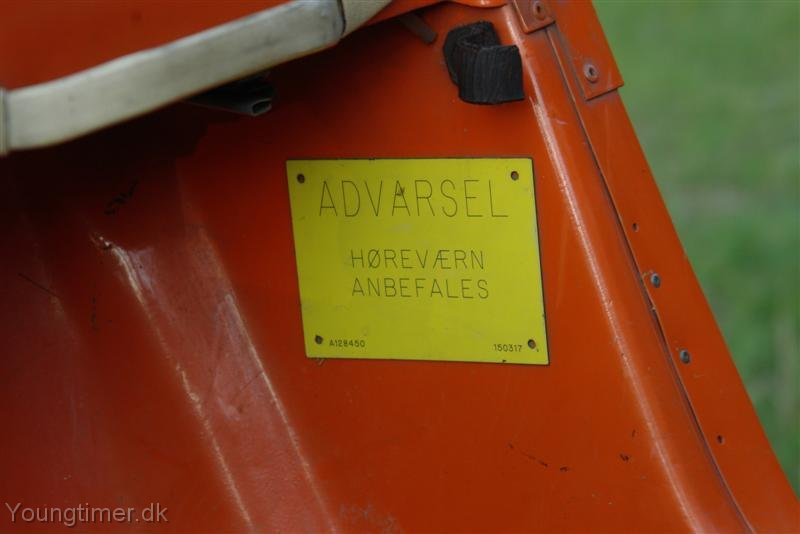 ADVARSEL
HØREVÆRN
ANBEFALES
A128450 150317
Youngtimer.dk